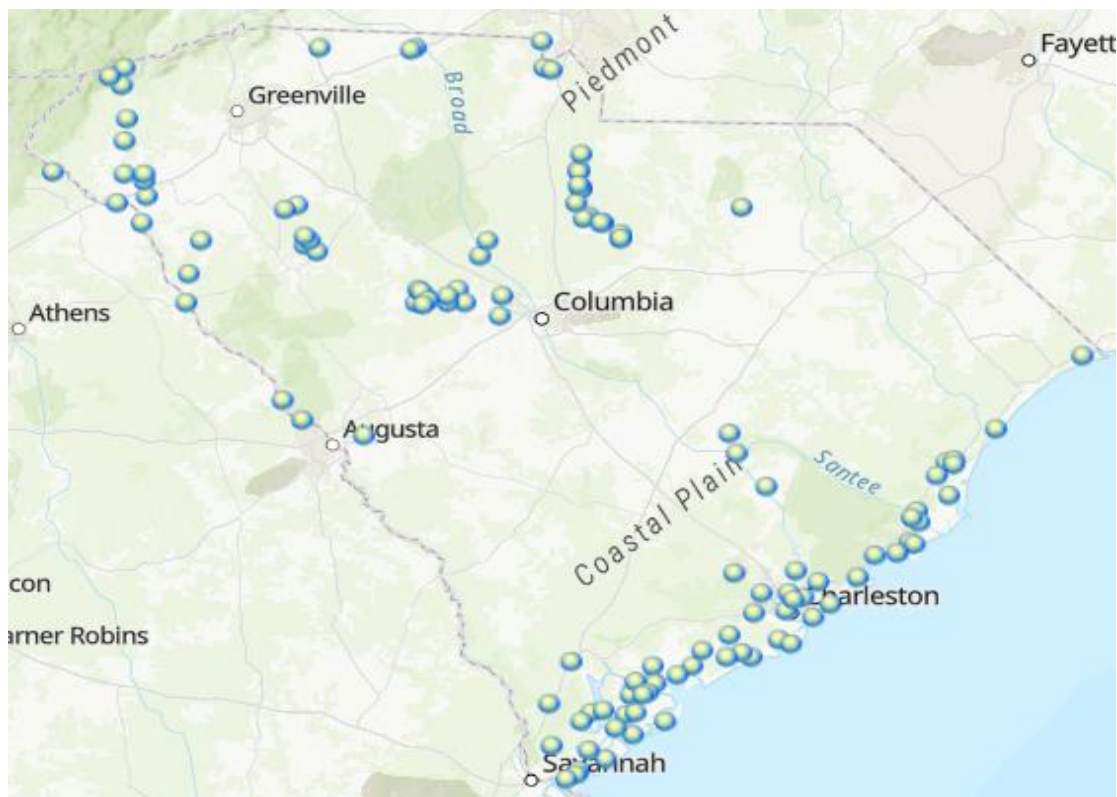 Fayett
Piedmont
Greenville
Broad
Athens
Columbia
Augusta
Santee
Coastal Plain
con
Charleston
arner Robins
Savannah